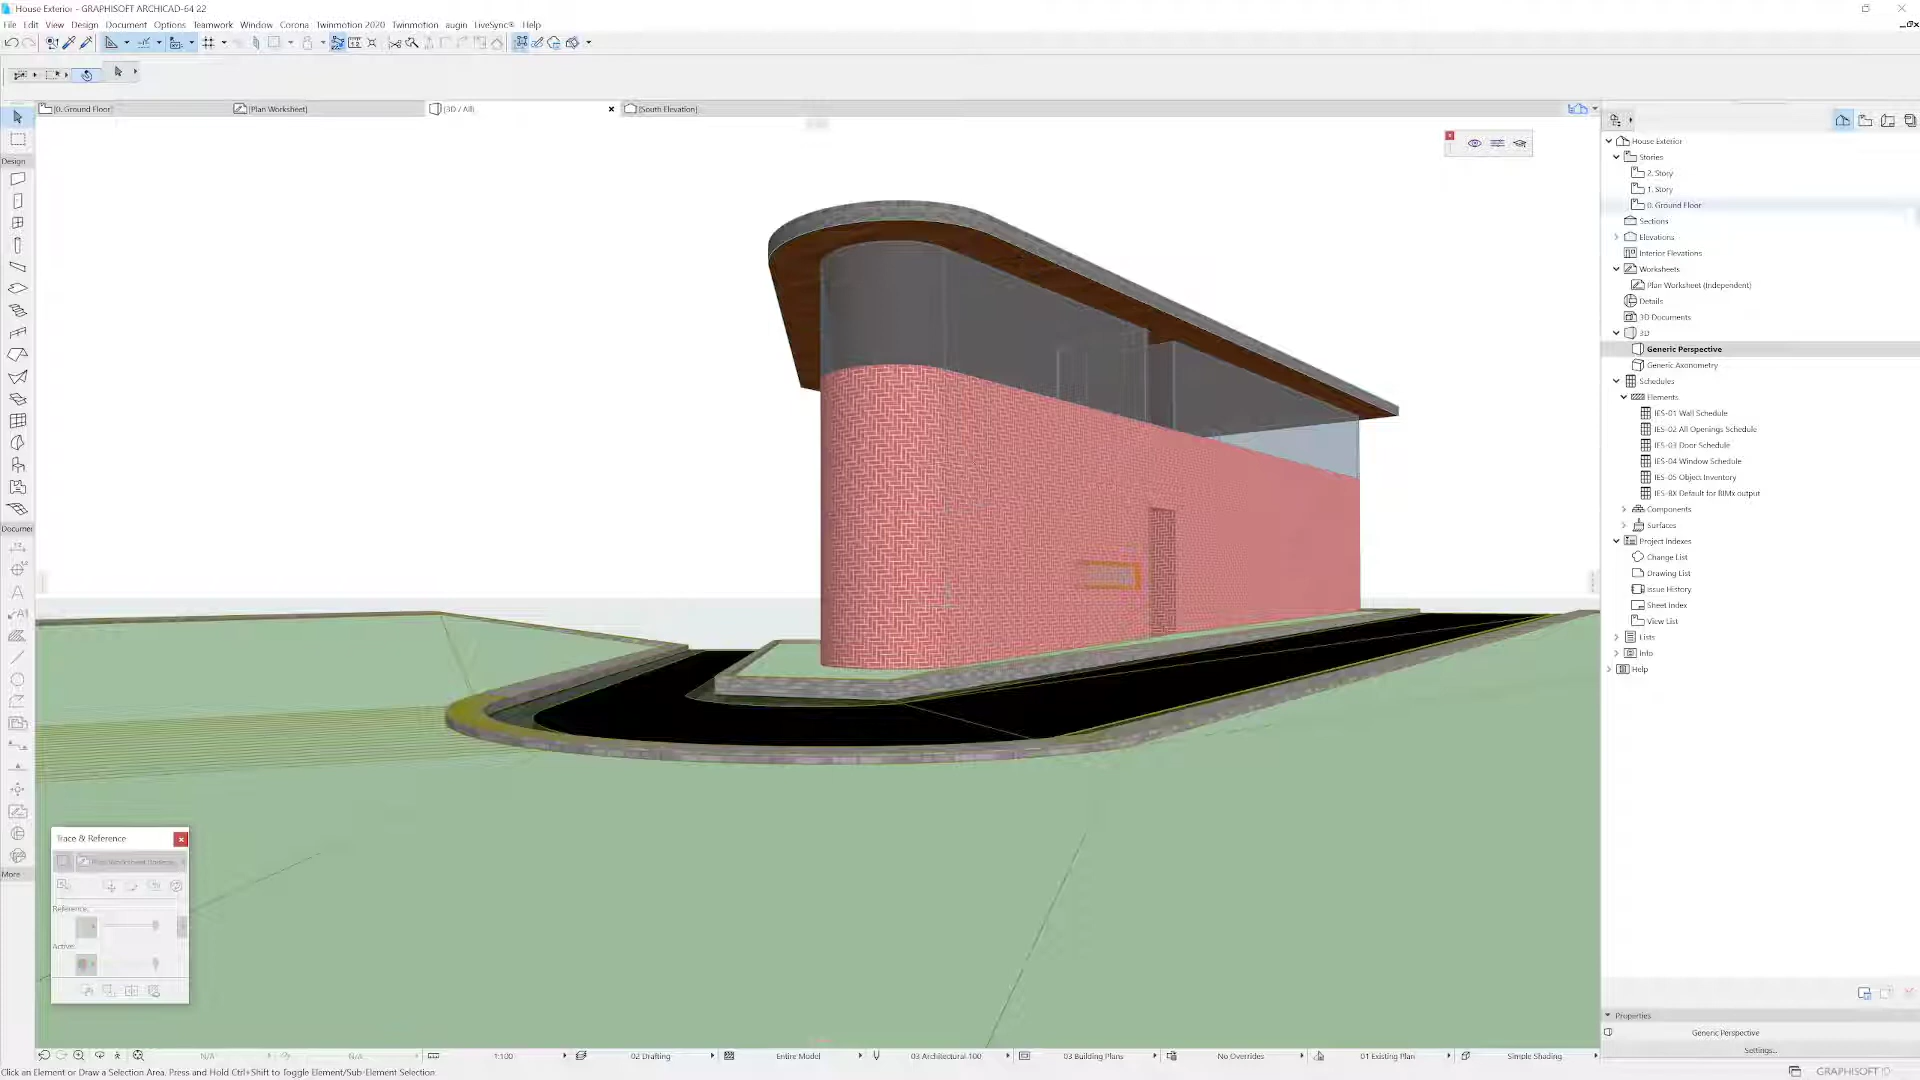 House Exterior - GRAPHISOFT ARCHICAD-64 22
File Edit View Design Document Options Teamwork Window Corona Twinmotion 2020 Twinmotion augin LiveSync® Help
[0. Ground Floor]
[Plan Worksheet]
[3D / All]
[South Elevation]
Design
House Exterior
Stories
2. Story
1. Story
0. Ground Floor
Sections
Elevations
Interior Elevations
Worksheets
Plan Worksheet (Independent)
Details
3D Documents
3D
Generic Perspective
Generic Axonometry
Schedules
Elements
IES-01 Wall Schedule
IES-02 All Openings Schedule
IES-03 Door Schedule
IES-04 Window Schedule
IES-05 Object Inventory
IES-BX Default for BIMx output
Components
Surfaces
Project Indexes
Change List
Drawing List
Issue History
Sheet Index
View List
Lists
Info
Help
Documen
More
Trace & Reference
Reference:
Active:
Properties
Generic Perspective
Settings...
N/A
N/A
1:100
02 Drafting
Entire Model
03 Architectural 100
03 Building Plans
No Overrides
01 Existing Plan
Simple Shading
Click an Element or Draw a Selection Area. Press and Hold Ctrl+Shift to Toggle Element/Sub-Element Selection.
GRAPHISOFT ID